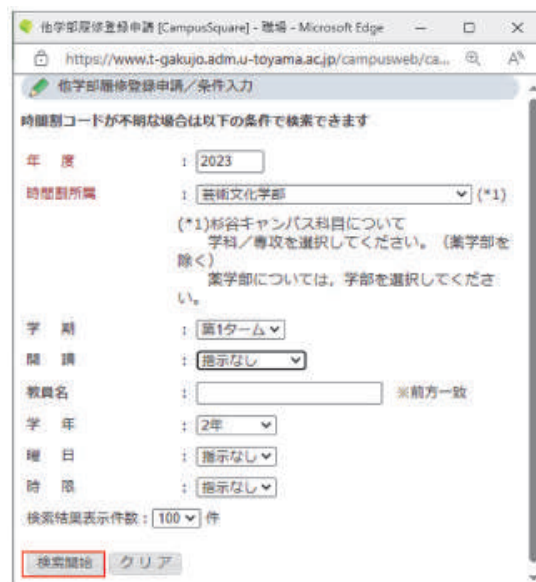 他学部履修登録申請 [CampusSquare] - 職場 - Microsoft Edge
https://www.t-gakujo.adm.u-toyama.ac.jp/campusweb/ca...
他学部履修登録申請／条件入力
時間割コードが不明な場合は以下の条件で検索できます
年 度 : 2023
時間割所属 : 芸術文化学部 (*1)
(*1)杉谷キャンパス科目について
学科／専攻を選択してください。（薬学部を
除く）
薬学部については，学部を選択してくださ
い。
学 期 : 第1ターム
開 講 : 指示なし
教員名 : ※前方一致
学 年 : 2年
曜 日 : 指示なし
時 限 : 指示なし
検索結果表示件数 : 100 件
検索開始 クリア